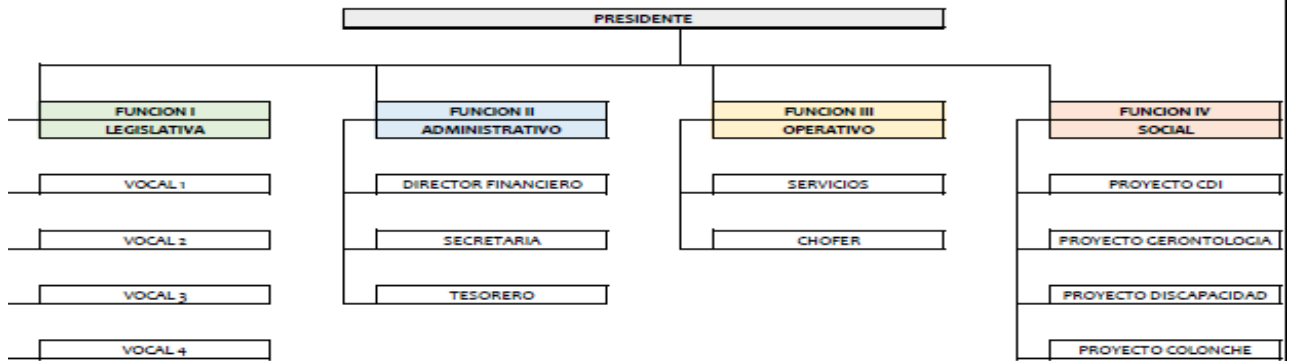 PRESIDENTE
FUNCION I
LEGISLATIVA
FUNCION II
ADMINISTRATIVO
FUNCION III
OPERATIVO
FUNCION IV
SOCIAL
VOCAL 1
DIRECTOR FINANCIERO
SERVICIOS
PROYECTO CDI
VOCAL 2
SECRETARIA
CHOFER
PROYECTO GERONTOLOGIA
VOCAL 3
TESORERO
PROYECTO DISCAPACIDAD
VOCAL 4
PROYECTO COLONCHE